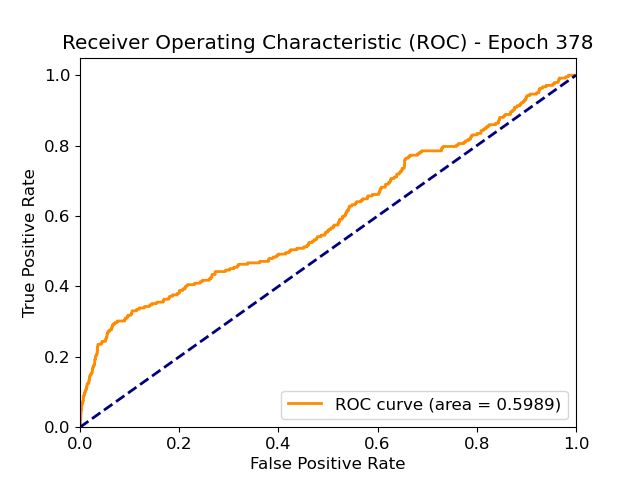 Receiver Operating Characteristic (ROC) - Epoch 378
1.0
0.8
0.6
0.4
0.2
0.0
True Positive Rate
ROC curve (area = 0.5989)
0.0 0.2 0.4 0.6 0.8 1.0
False Positive Rate